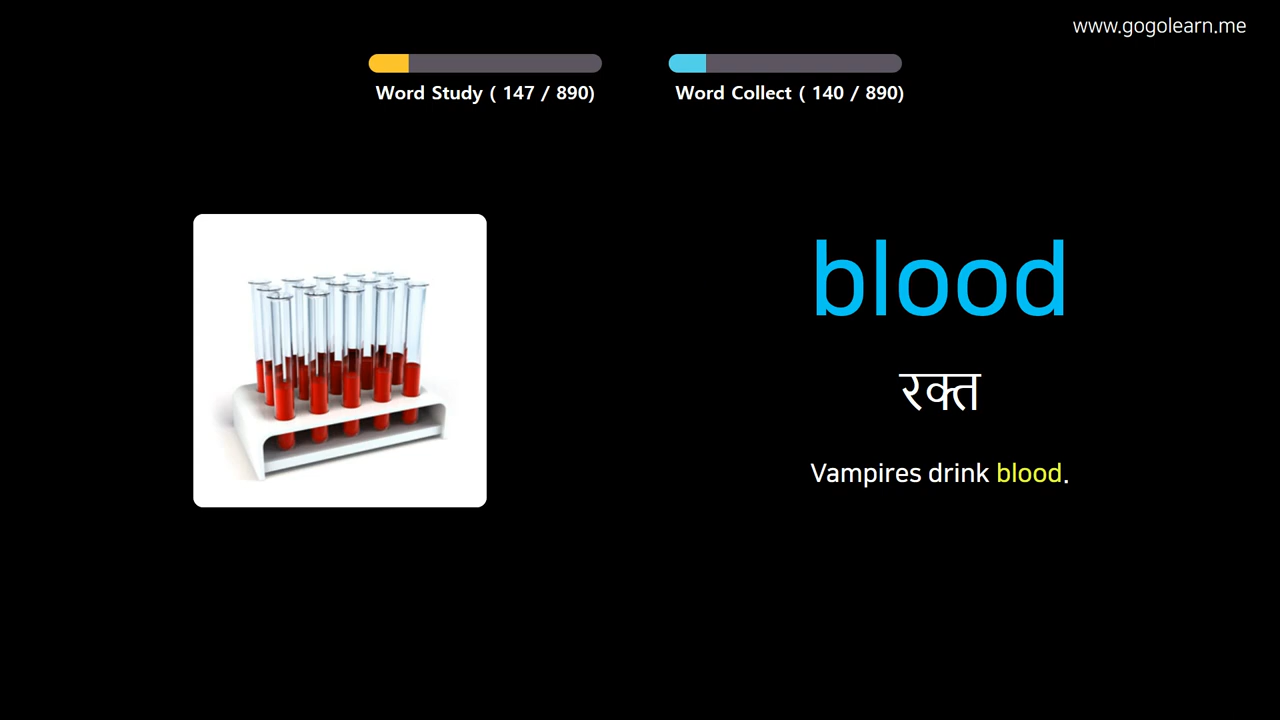 www.gogolearn.me
Word Study ( 147 / 890)
Word Collect ( 140 / 890)
blood
रक्त
Vampires drink blood.